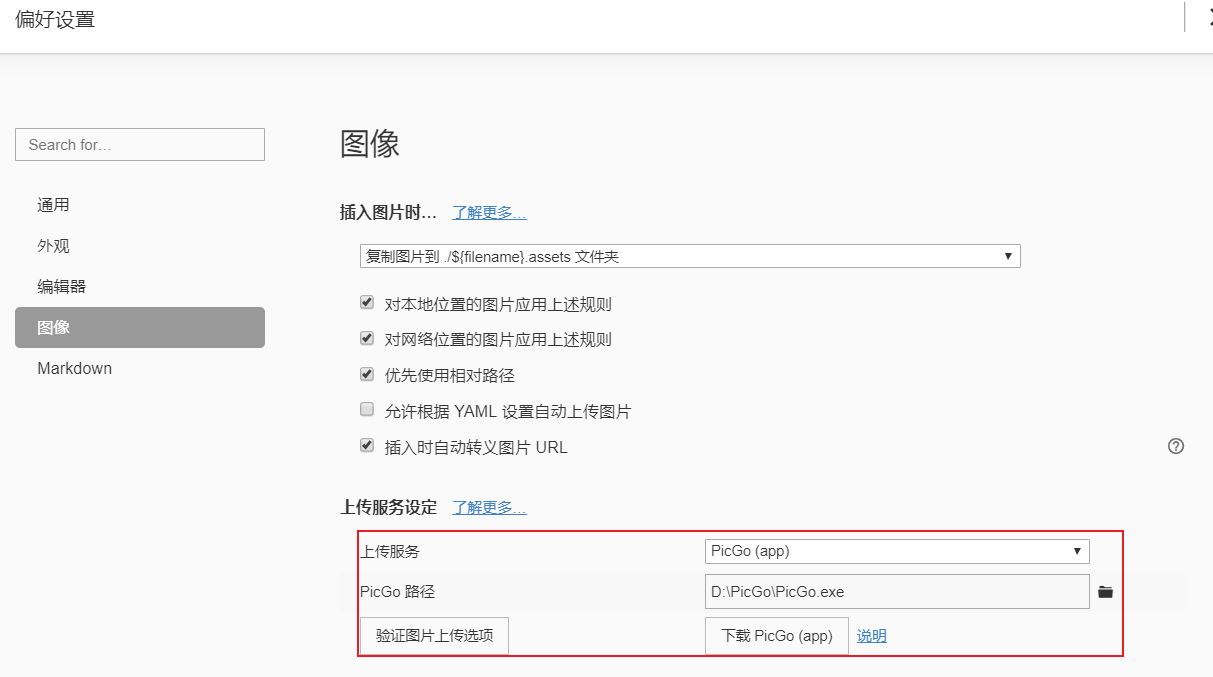 偏好设置
Search for…
通用
外观
编辑器
图像
Markdown
图像
插入图片时… 了解更多…
复制图片到 ./${filename}.assets 文件夹
对本地位置的图片应用上述规则
对网络位置的图片应用上述规则
优先使用相对路径
允许根据 YAML 设置自动上传图片
插入时自动转义图片 URL
上传服务设定 了解更多…
上传服务 PicGo (app)
PicGo 路径 D:\PicGo\PicGo.exe
验证图片上传选项 下载 PicGo (app) 说明